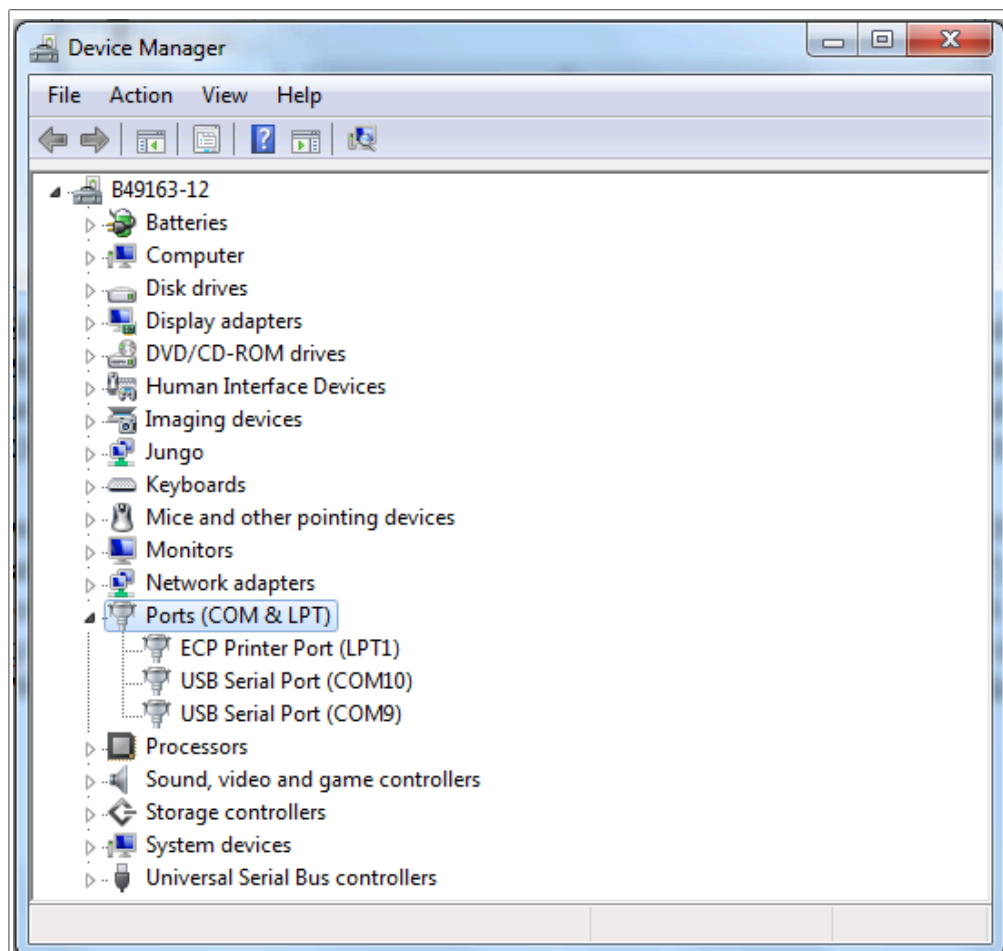 Device Manager
File Action View Help
B49163-12
Batteries
Computer
Disk drives
Display adapters
DVD/CD-ROM drives
Human Interface Devices
Imaging devices
Jungo
Keyboards
Mice and other pointing devices
Monitors
Network adapters
Ports (COM & LPT)
ECP Printer Port (LPT1)
USB Serial Port (COM10)
USB Serial Port (COM9)
Processors
Sound, video and game controllers
Storage controllers
System devices
Universal Serial Bus controllers